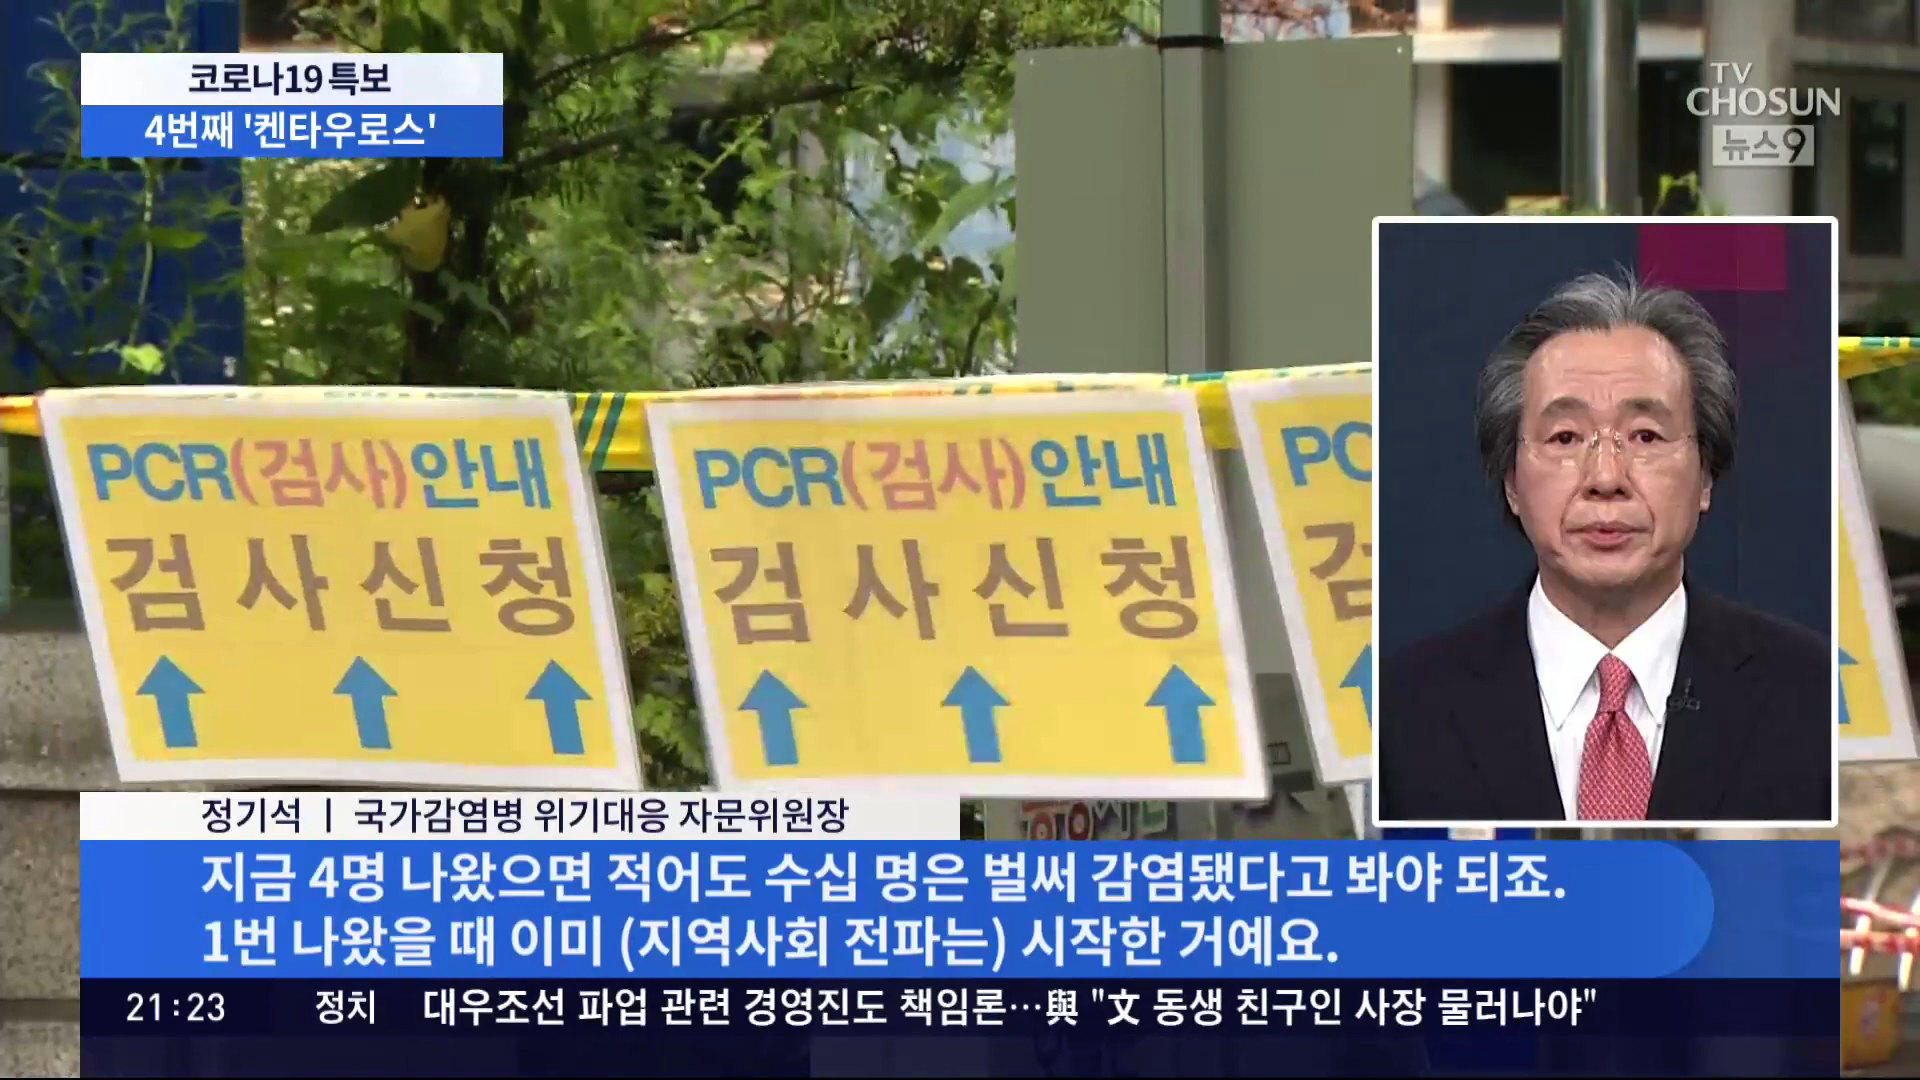 코로나19 특보
4번째 '켄타우로스'
TV
CHOSUN
뉴스9
PCR(검사)안내
검사신청
PCR(검사)안내
검사신청
PC
검
정기석 | 국가감염병 위기대응 자문위원장
지금 4명 나왔으면 적어도 수십 명은 벌써 감염됐다고 봐야 되죠.
1번 나왔을 때 이미 (지역사회 전파는) 시작한 거예요.
21:23 정치 대우조선 파업 관련 경영진도 책임론…與 "文 동생 친구인 사장 물러나야"